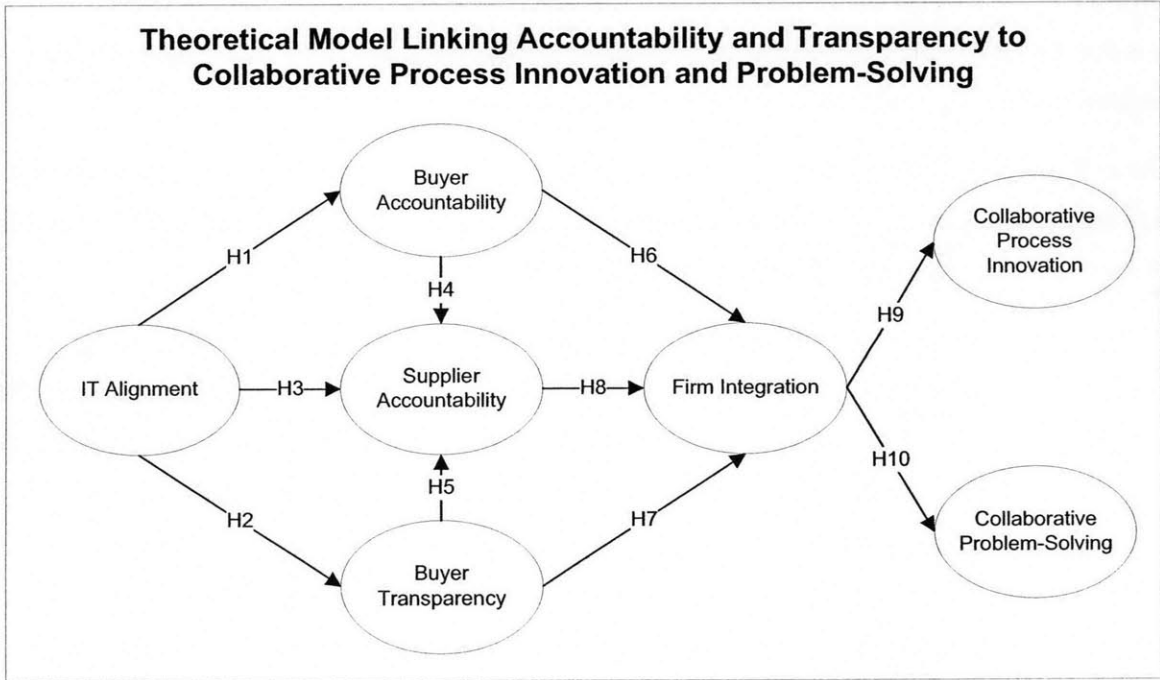 Theoretical Model Linking Accountability and Transparency to
Collaborative Process Innovation and Problem-Solving
Buyer
Accountability
Collaborative
Process
Innovation
H1
H6
H4
H9
IT Alignment
H3
Supplier
Accountability
H8
Firm Integration
H10
H5
H2
H7
Collaborative
Problem-Solving
Buyer
Transparency